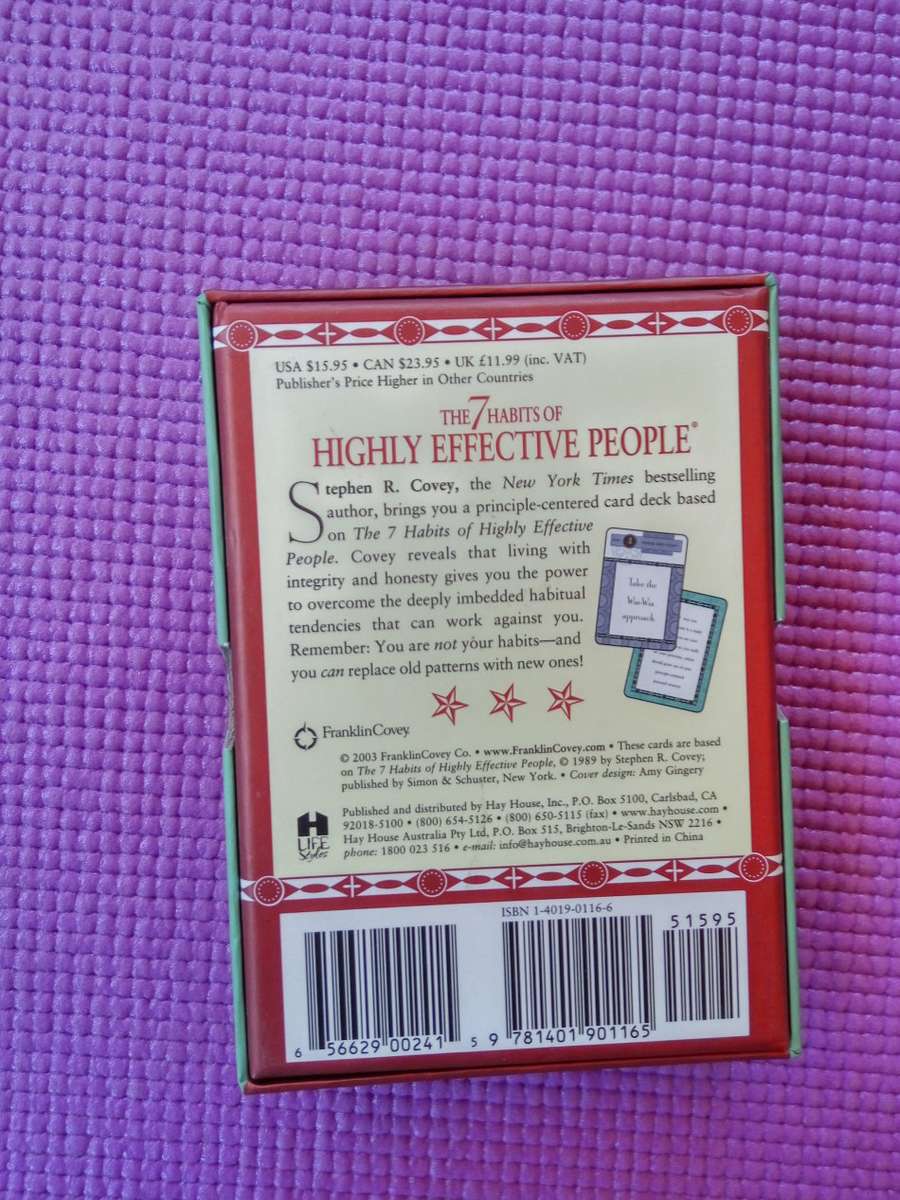 USA $15.95 • CAN $23.95 • UK £11.99 (inc. VAT)
Publisher's Price Higher in Other Countries
THE 7 HABITS OF
HIGHLY EFFECTIVE PEOPLE®
Stephen R. Covey, the New York Times bestselling
author, brings you a principle-centered card deck based
on The 7 Habits of Highly Effective
People. Covey reveals that living with
integrity and honesty gives you the power
to overcome the deeply imbedded habitual
tendencies that can work against you.
Remember: You are not your habits—and
you can replace old patterns with new ones!
Take the
Win-Win
approach
FranklinCovey
© 2003 FranklinCovey Co. • www.FranklinCovey.com • These cards are based
on The 7 Habits of Highly Effective People, © 1989 by Stephen R. Covey;
published by Simon & Schuster, New York. • Cover design: Amy Gingery
H
LIFE
Styles
Published and distributed by Hay House, Inc., P.O. Box 5100, Carlsbad, CA
92018-5100 • (800) 654-5126 • (800) 650-5115 (fax) • www.hayhouse.com •
Hay House Australia Pty Ltd, P.O. Box 515, Brighton-Le-Sands NSW 2216 •
phone: 1800 023 516 • e-mail: info@hayhouse.com.au • Printed in China
ISBN 1-4019-0116-6
51595
6 56629 00241 5
9 781401 901165